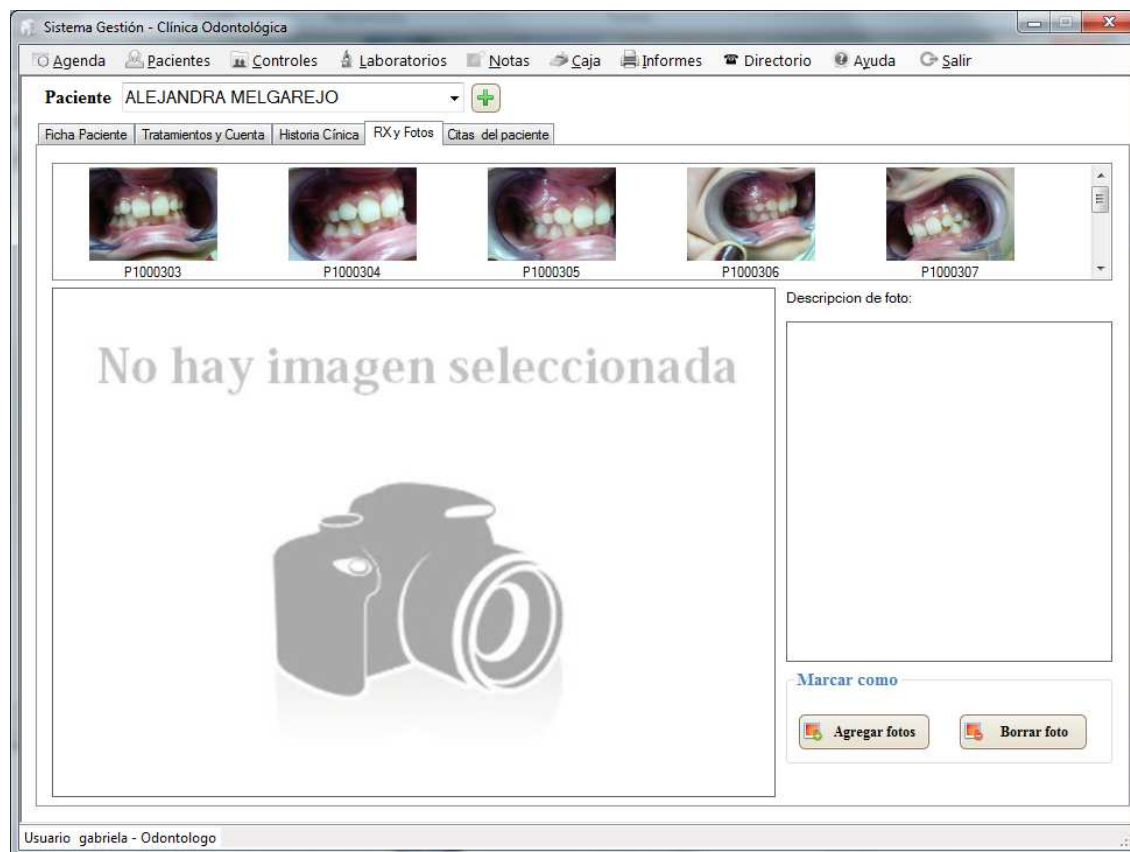 Sistema Gestión - Clínica Odontológica
Agenda Pacientes Controles Laboratorios Notas Caja Informes Directorio Ayuda Salir
Paciente ALEJANDRA MELGAREJO
Ficha Paciente Tratamientos y Cuenta Historia Cínica RX y Fotos Citas del paciente
P1000303 P1000304 P1000305 P1000306 P1000307
Descripcion de foto:
No hay imagen seleccionada
Marcar como
Agregar fotos Borrar foto
Usuario gabriela - Odontologo